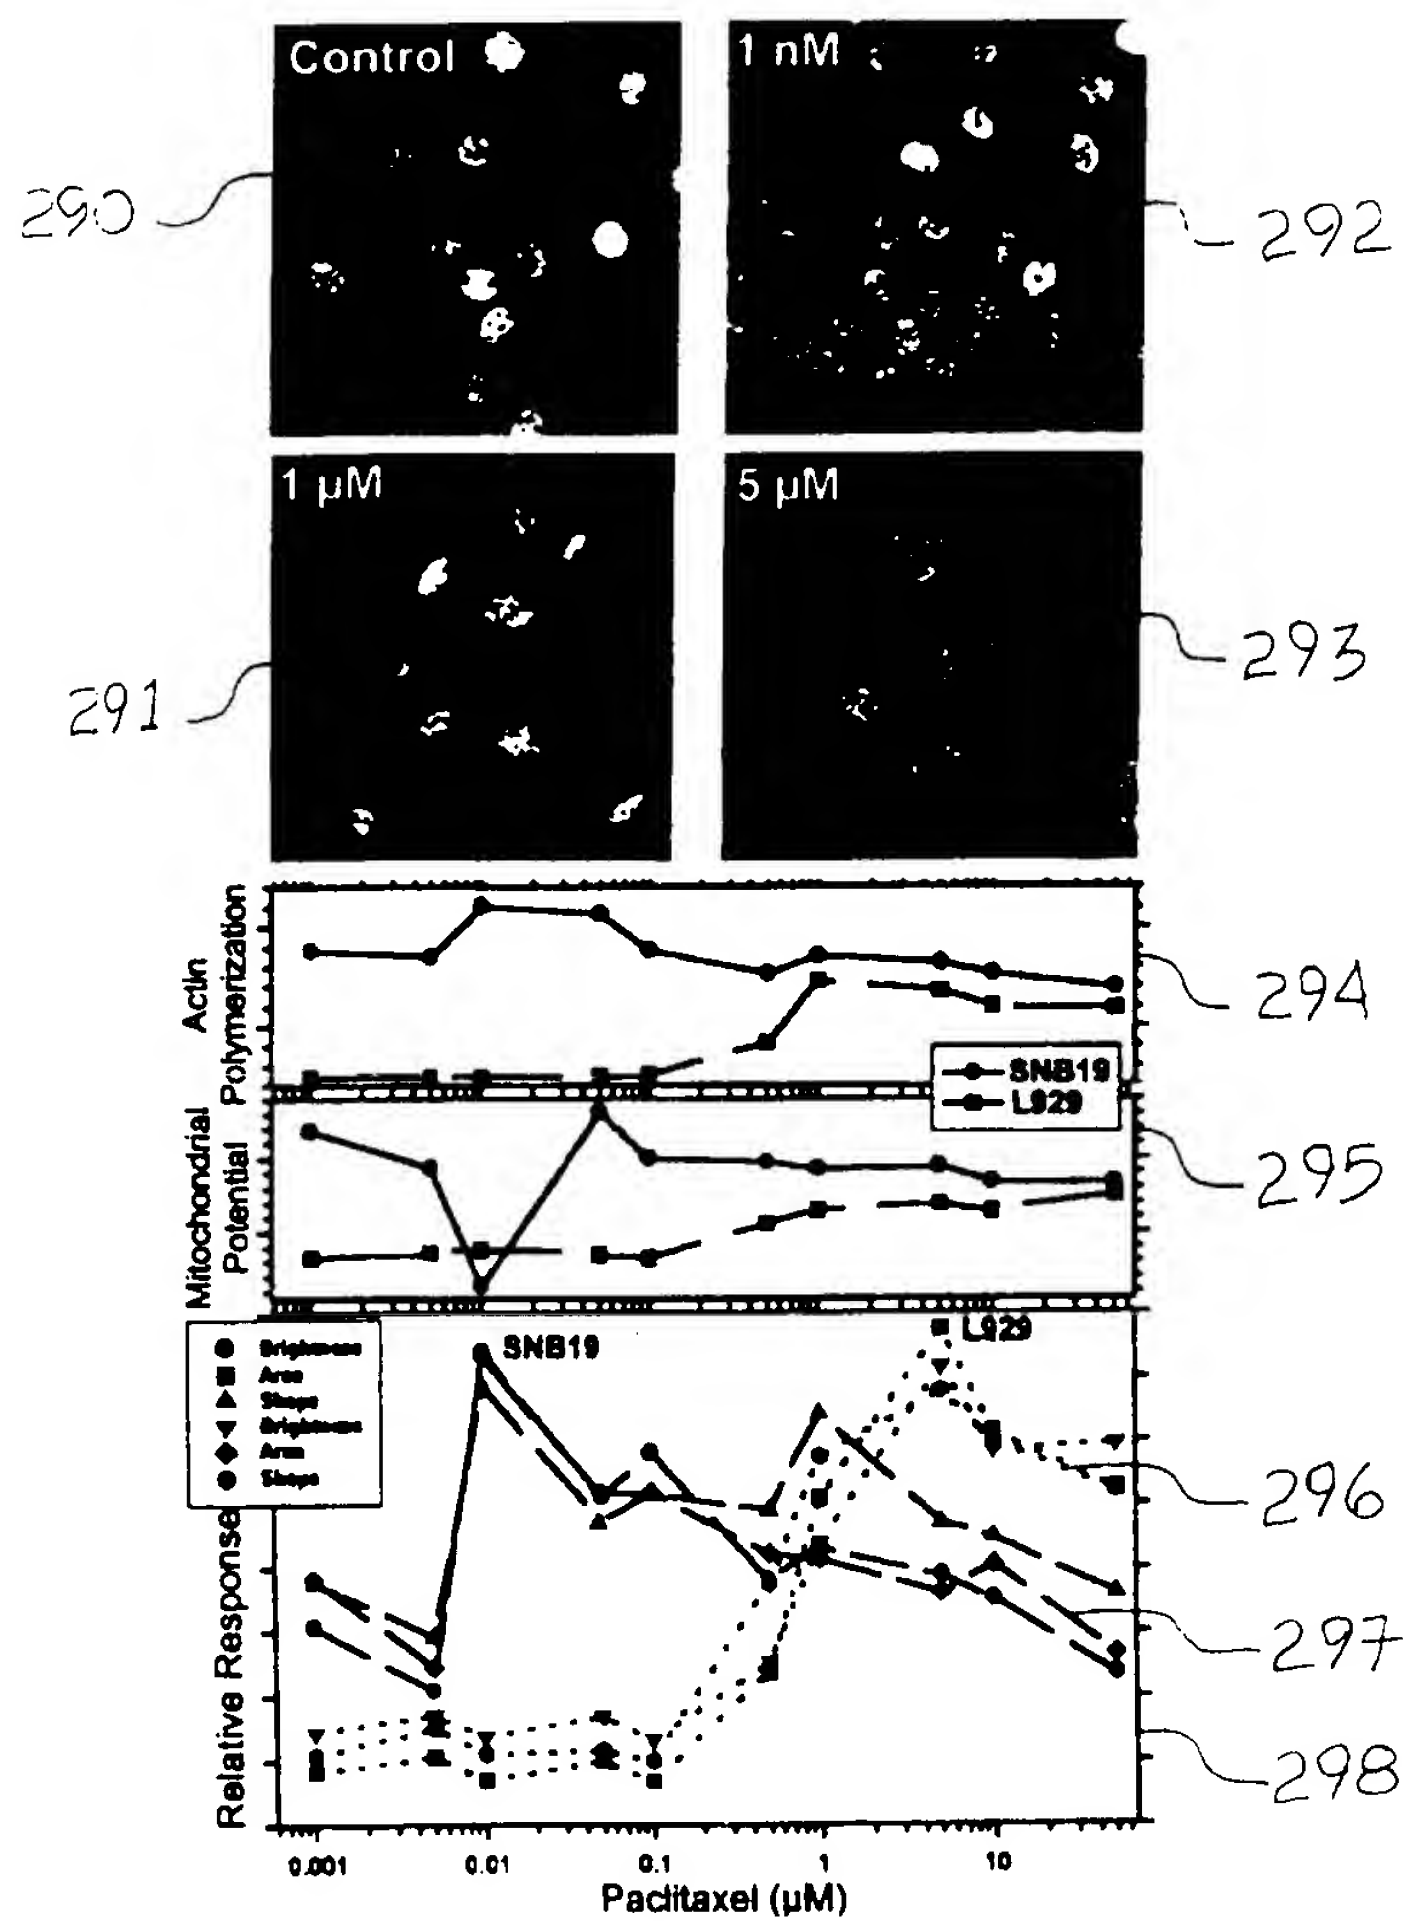 Control
1 nM
290
292
1 µM
5 µM
291
293
Actin
Polymerization
294
SNB19
L929
Mitochondrial
Potential
295
SNB19
L929
Brightness
Area
Shape
Brightness
Area
Shape
296
Relative Response
297
298
0.001 0.01 0.1 1 10
Paclitaxel (µM)